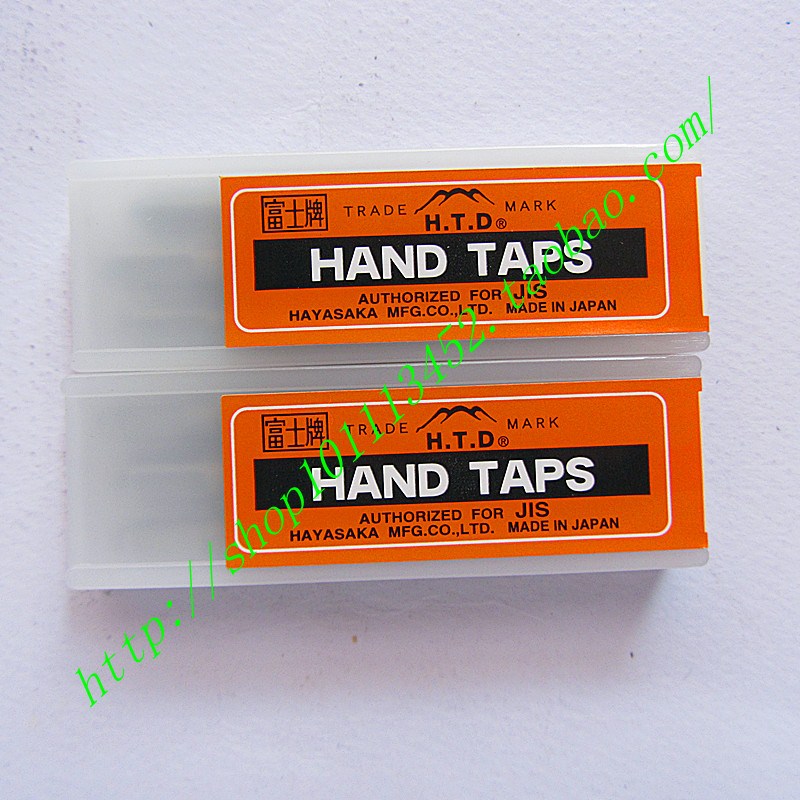 富士牌 TRADE MARK
H.T.D®
HAND TAPS
AUTHORIZED FOR JIS
HAYASAKA MFG.CO.,LTD. MADE IN JAPAN
富士牌 TRADE MARK
H.T.D®
HAND TAPS
AUTHORIZED FOR JIS
HAYASAKA MFG.CO.,LTD. MADE IN JAPAN
http://shop101113452.taobao.com/